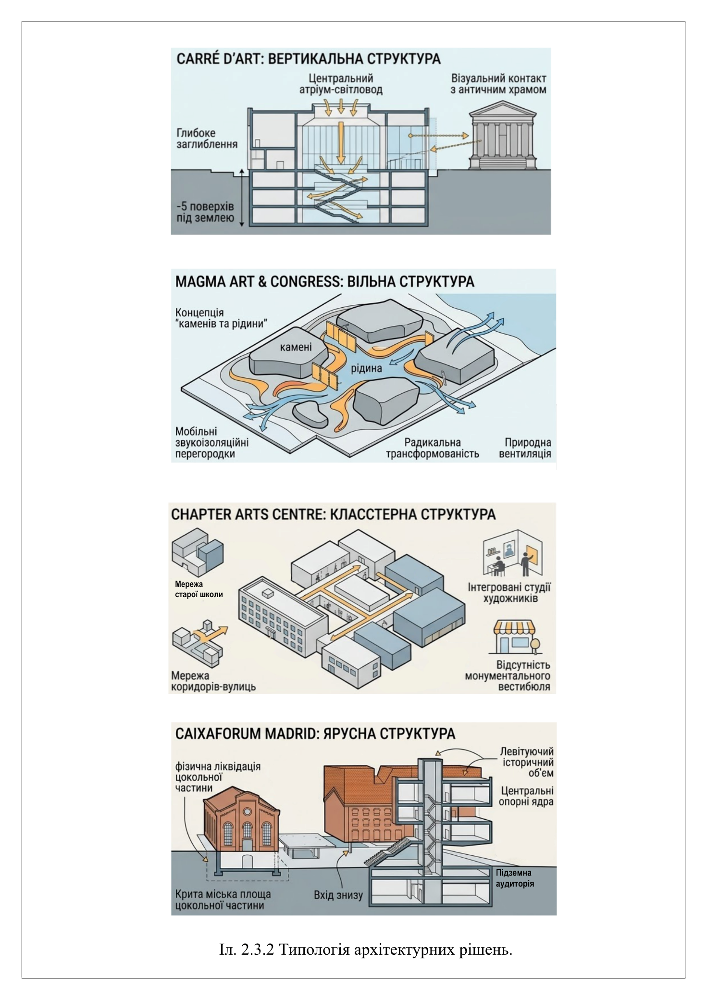 CARRÉ D’ART: ВЕРТИКАЛЬНА СТРУКТУРА
Центральний
атріум-світловод
Візуальний контакт
з античним храмом
Глибоке
заглиблення
-5 поверхів
під землею
MAGMA ART & CONGRESS: ВІЛЬНА СТРУКТУРА
Концепція
“каменів та рідини”
камені
рідина
Мобільні
звукоізоляційні
перегородки
Радикальна
трансформованість
Природна
вентиляція
CHAPTER ARTS CENTRE: КЛАССТЕРНА СТРУКТУРА
Мережа
старої школи
Інтегровані студії
художників
Мережа
коридорів-вулиць
Відсутність
монументального
вестибюля
CAIXAFORUM MADRID: ЯРУСНА СТРУКТУРА
фізична ліквідація
цокольної
частини
Левітуючий
історичний
об'єм
Центральні
опорні ядра
Підземна
аудиторія
Крита міська площа
цокольної частини
Вхід знизу
Іл. 2.3.2 Типологія архітектурних рішень.